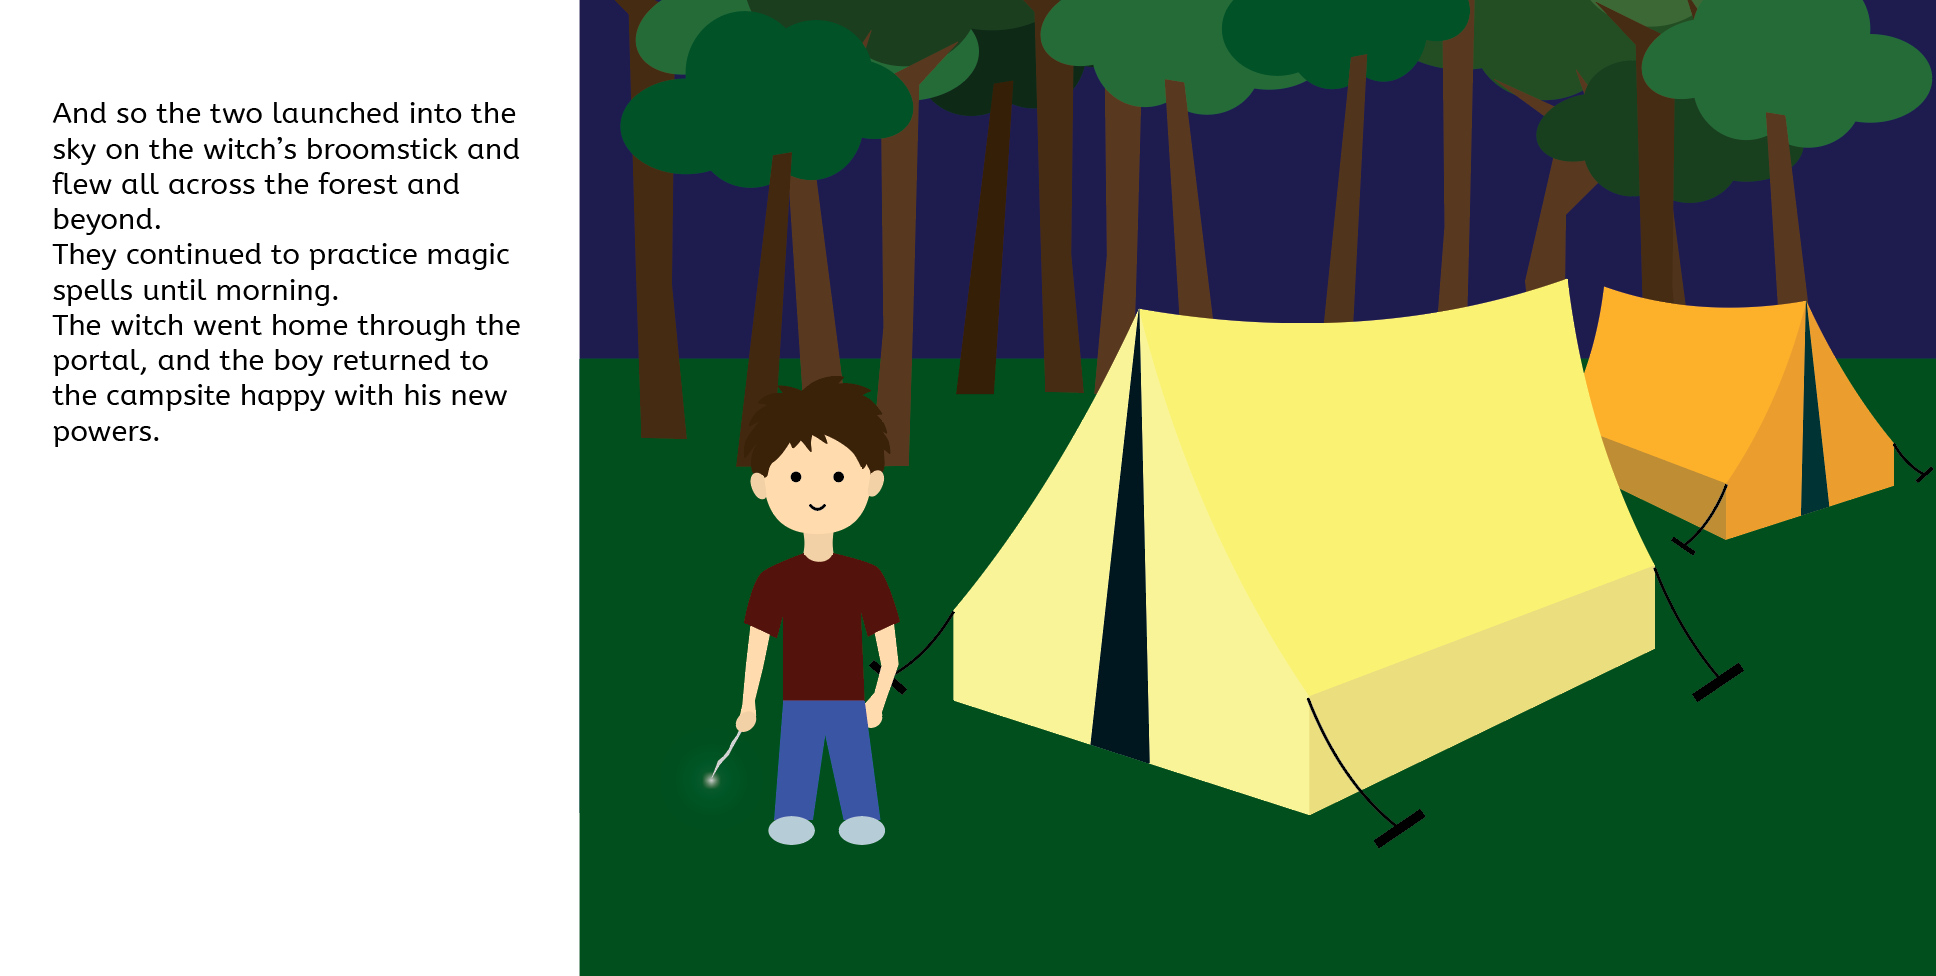 And so the two launched into the
sky on the witch’s broomstick and
flew all across the forest and
beyond.
They continued to practice magic
spells until morning.
The witch went home through the
portal, and the boy returned to
the campsite happy with his new
powers.